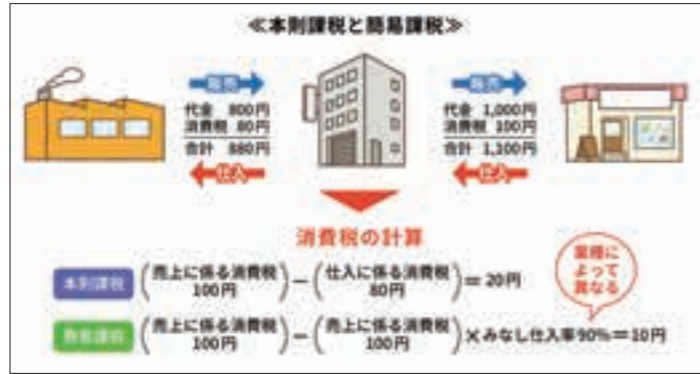 ≪本則課税と簡易課税≫
販売
代金 800円
消費税 80円
合計 880円
仕入
販売
代金 1,000円
消費税 100円
合計 1,100円
仕入
消費税の計算
業種に
よって
異なる
本則課税
(売上に係る消費税 100円) − (仕入に係る消費税 80円) = 20円
簡易課税
(売上に係る消費税 100円) − (売上に係る消費税 100円) × みなし仕入率90%=10円